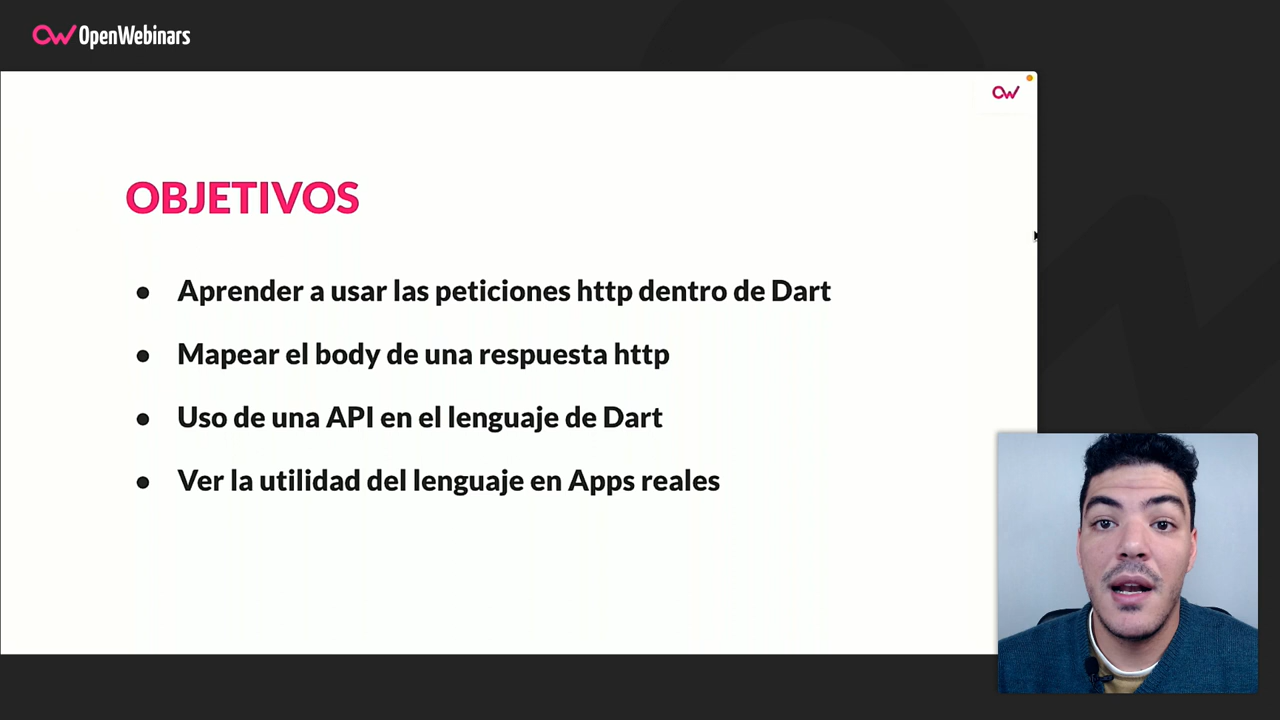 OpenWebinars
OBJETIVOS
● Aprender a usar las peticiones http dentro de Dart
● Mapear el body de una respuesta http
● Uso de una API en el lenguaje de Dart
● Ver la utilidad del lenguaje en Apps reales